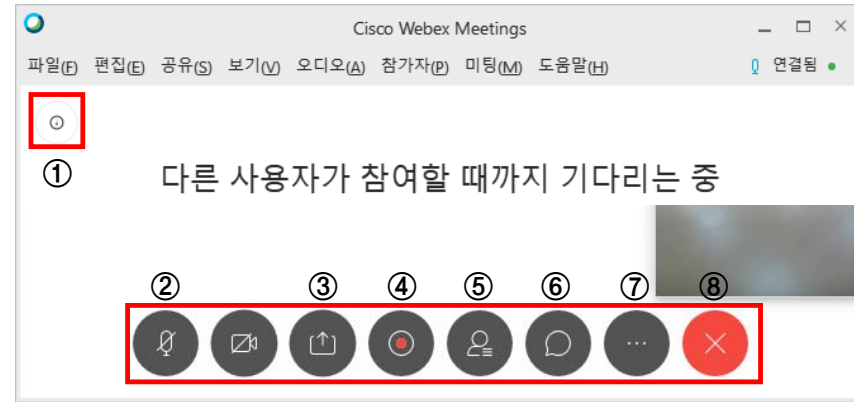 Cisco Webex Meetings
파일(F) 편집(E) 공유(S) 보기(V) 오디오(A) 참가자(P) 미팅(M) 도움말(H) 연결됨
①
다른 사용자가 참여할 때까지 기다리는 중
② ③ ④ ⑤ ⑥ ⑦ ⑧